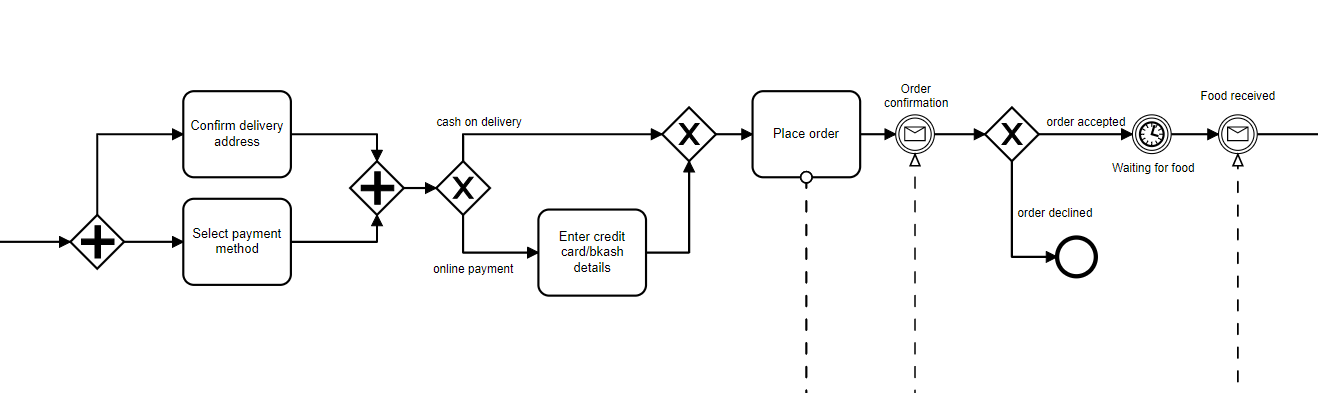 Confirm delivery
address
Select payment
method
cash on delivery
online payment
Enter credit
card/bkash
details
Place order
Order
confirmation
order accepted
order declined
Waiting for food
Food received